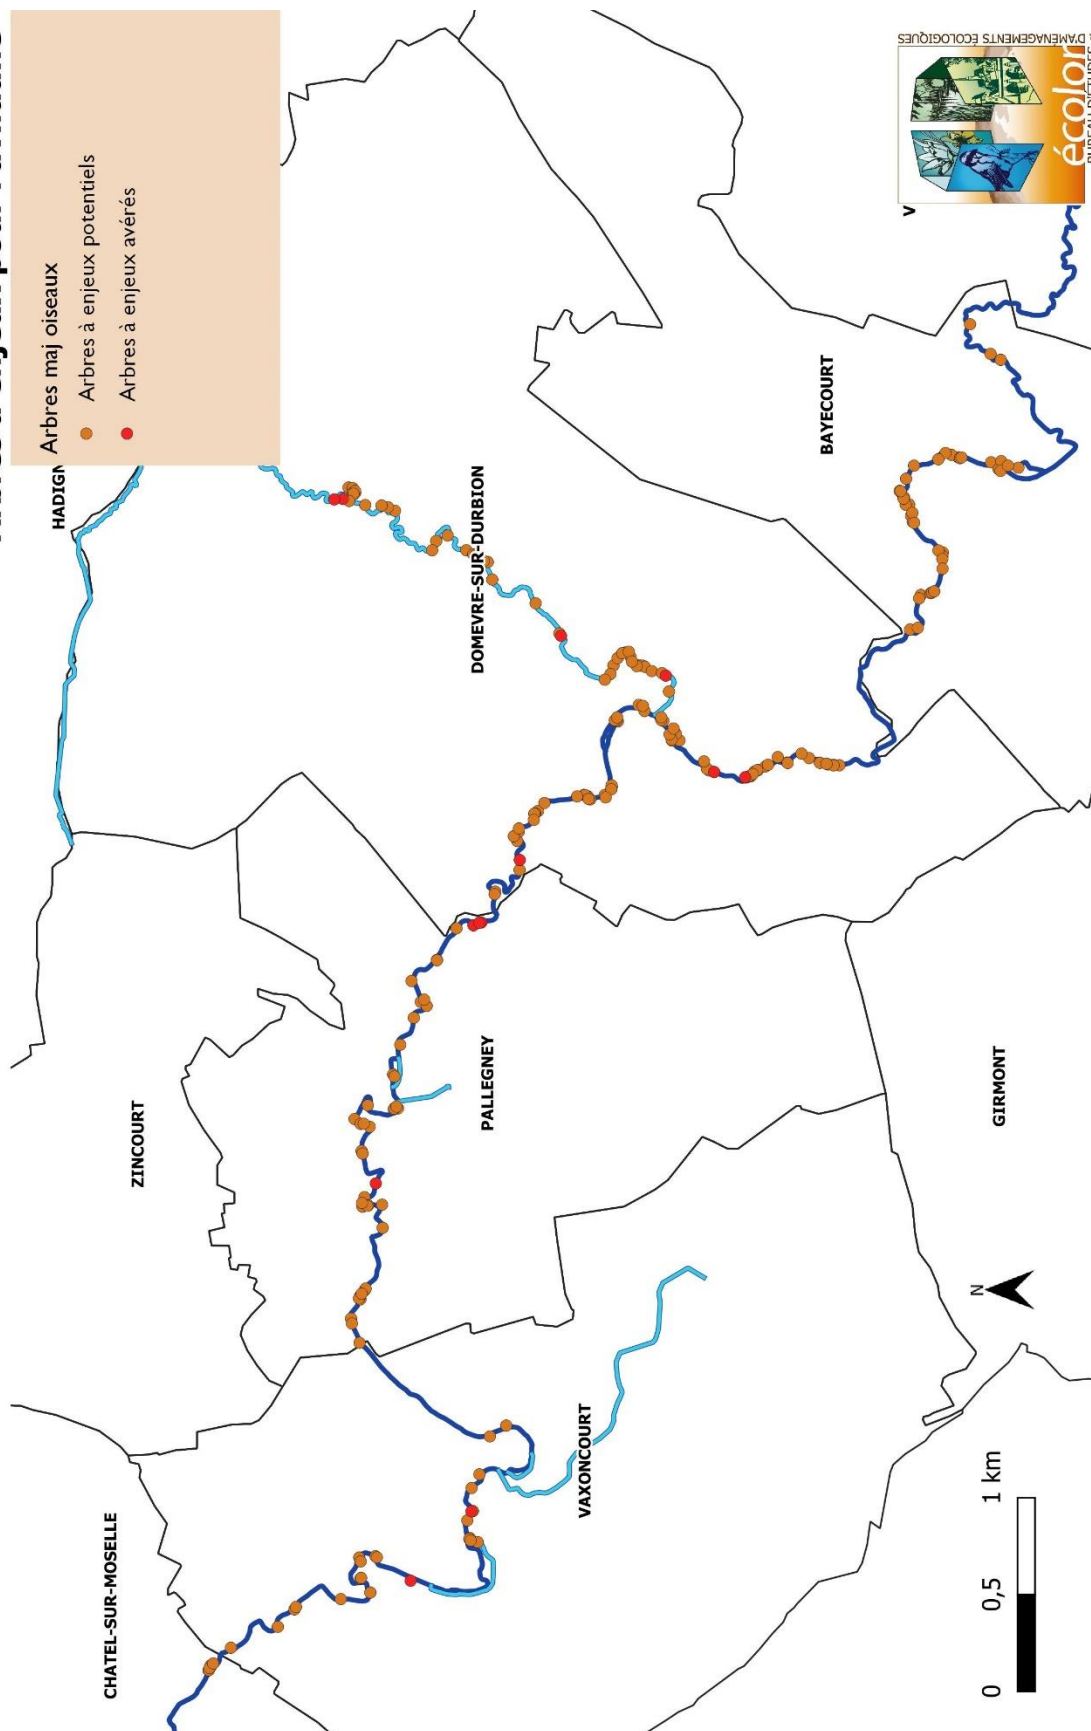 Arbres maj oiseaux
Arbres à enjeux potentiels
Arbres à enjeux avérés
HADIGN
DOMEVRE-SUR-DURBION
BAYECOURT
V
ZINCOURT
PALLEGNEY
GIRMONT
CHATEL-SUR-MOSELLE
VAXONCOURT
N
0 0,5 1 km
écolor
D'AMÉNAGEMENTS ÉCOLOGIQUES